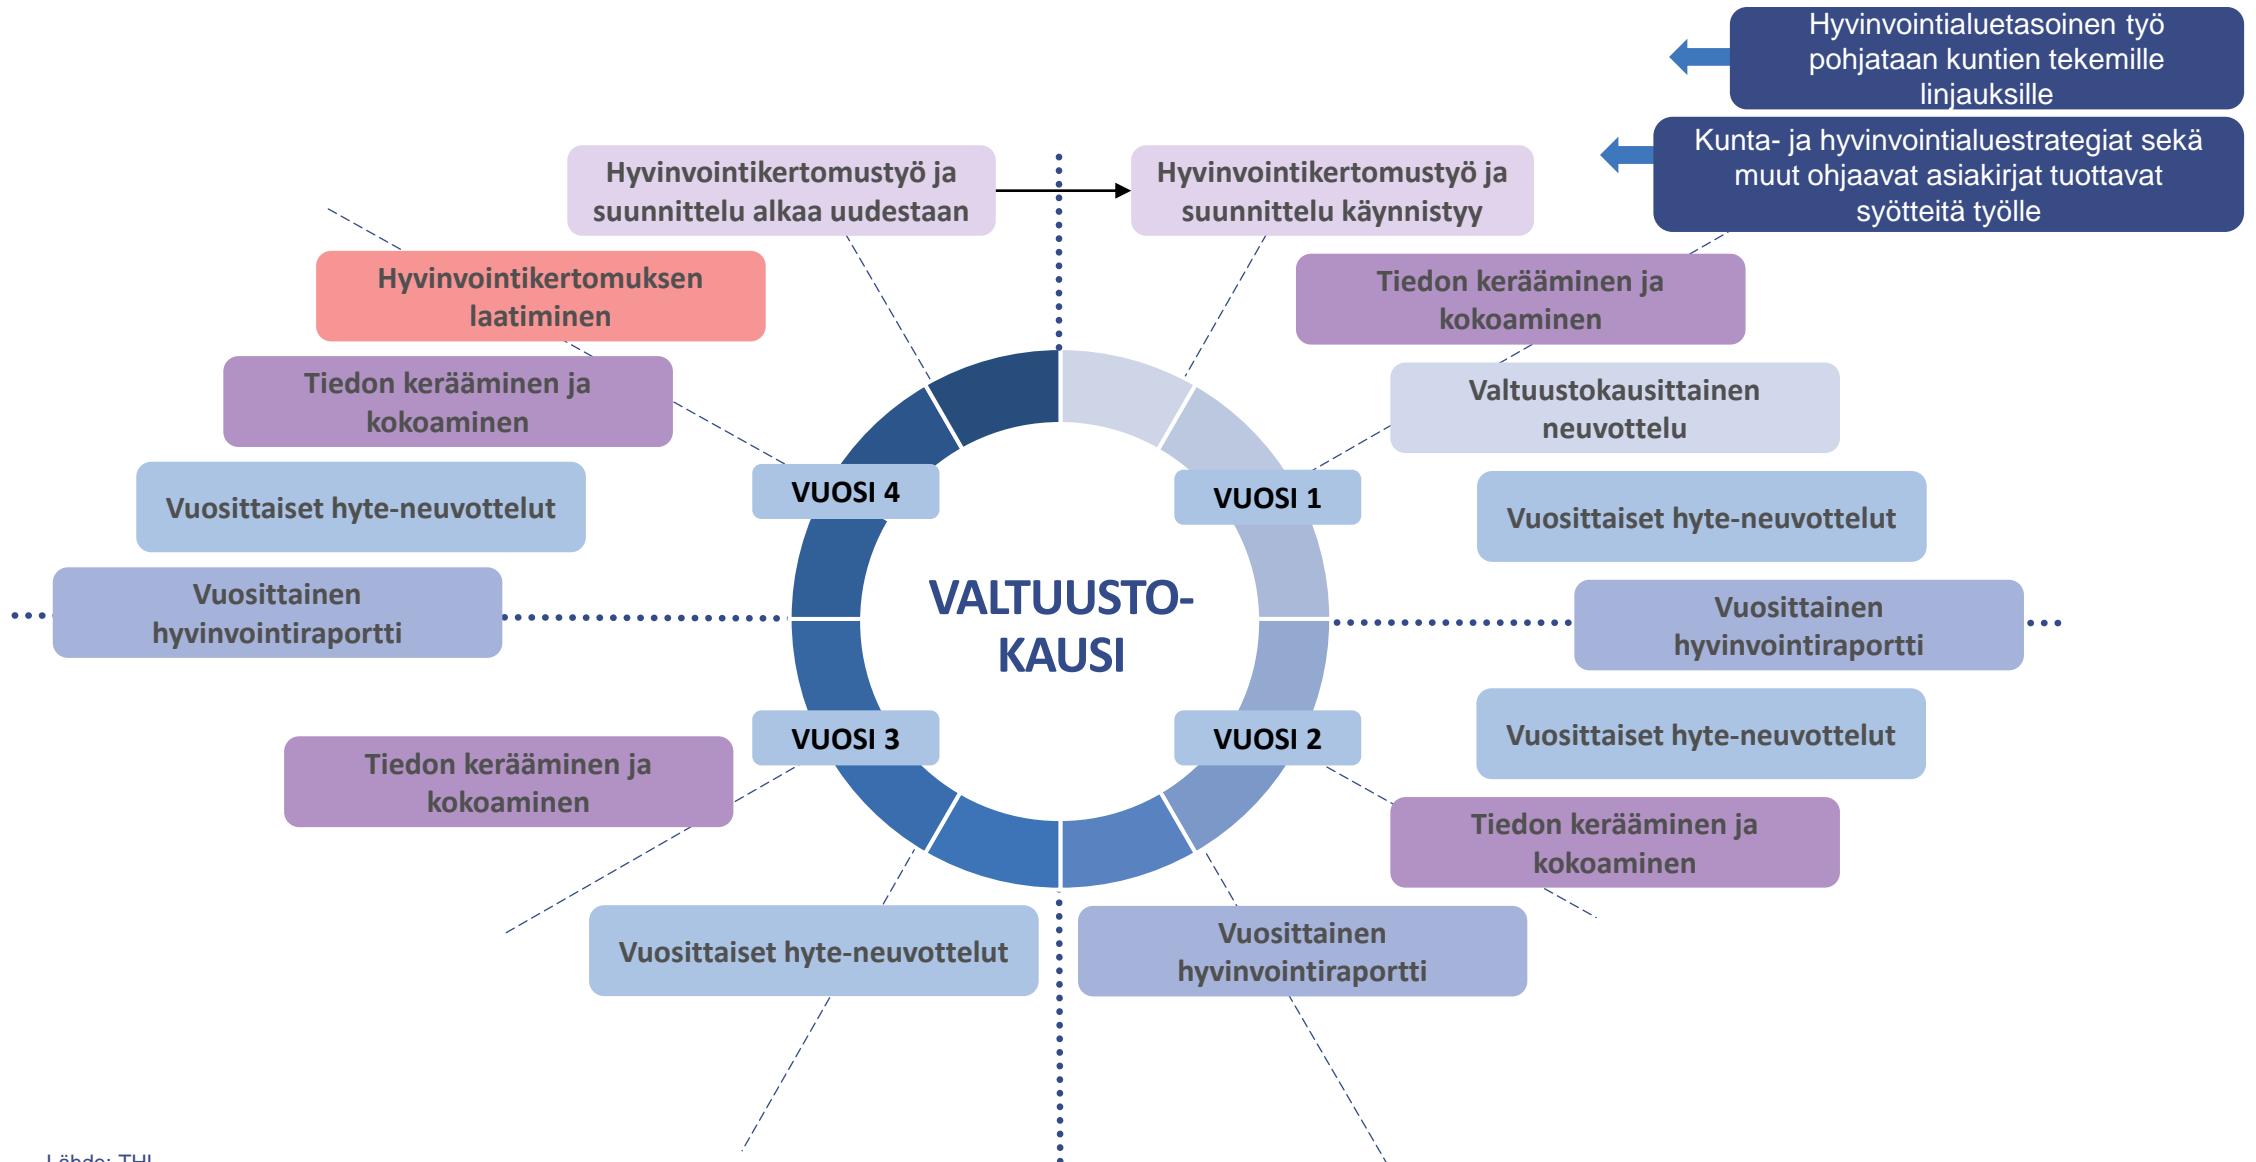 Hyvinvointialuetasoinen työ
pohjataan kuntien tekemille
linjauksille
Kunta- ja hyvinvointialuestrategiat sekä
muut ohjaavat asiakirjat tuottavat
syötteitä työlle
Hyvinvointikertomustyö ja
suunnittelu alkaa uudestaan
Hyvinvointikertomustyö ja
suunnittelu käynnistyy
Hyvinvointikertomuksen
laatiminen
Tiedon kerääminen ja
kokoaminen
Tiedon kerääminen ja
kokoaminen
Valtuustokausittainen
neuvottelu
Vuosittaiset hyte-neuvottelut
VUOSI 4
VUOSI 1
Vuosittaiset hyte-neuvottelut
Vuosittainen
hyvinvointiraportti
VALTUUSTO-
KAUSI
Vuosittainen
hyvinvointiraportti
VUOSI 3
VUOSI 2
Vuosittaiset hyte-neuvottelut
Tiedon kerääminen ja
kokoaminen
Tiedon kerääminen ja
kokoaminen
Vuosittaiset hyte-neuvottelut
Vuosittainen
hyvinvointiraportti
Lähde: THL